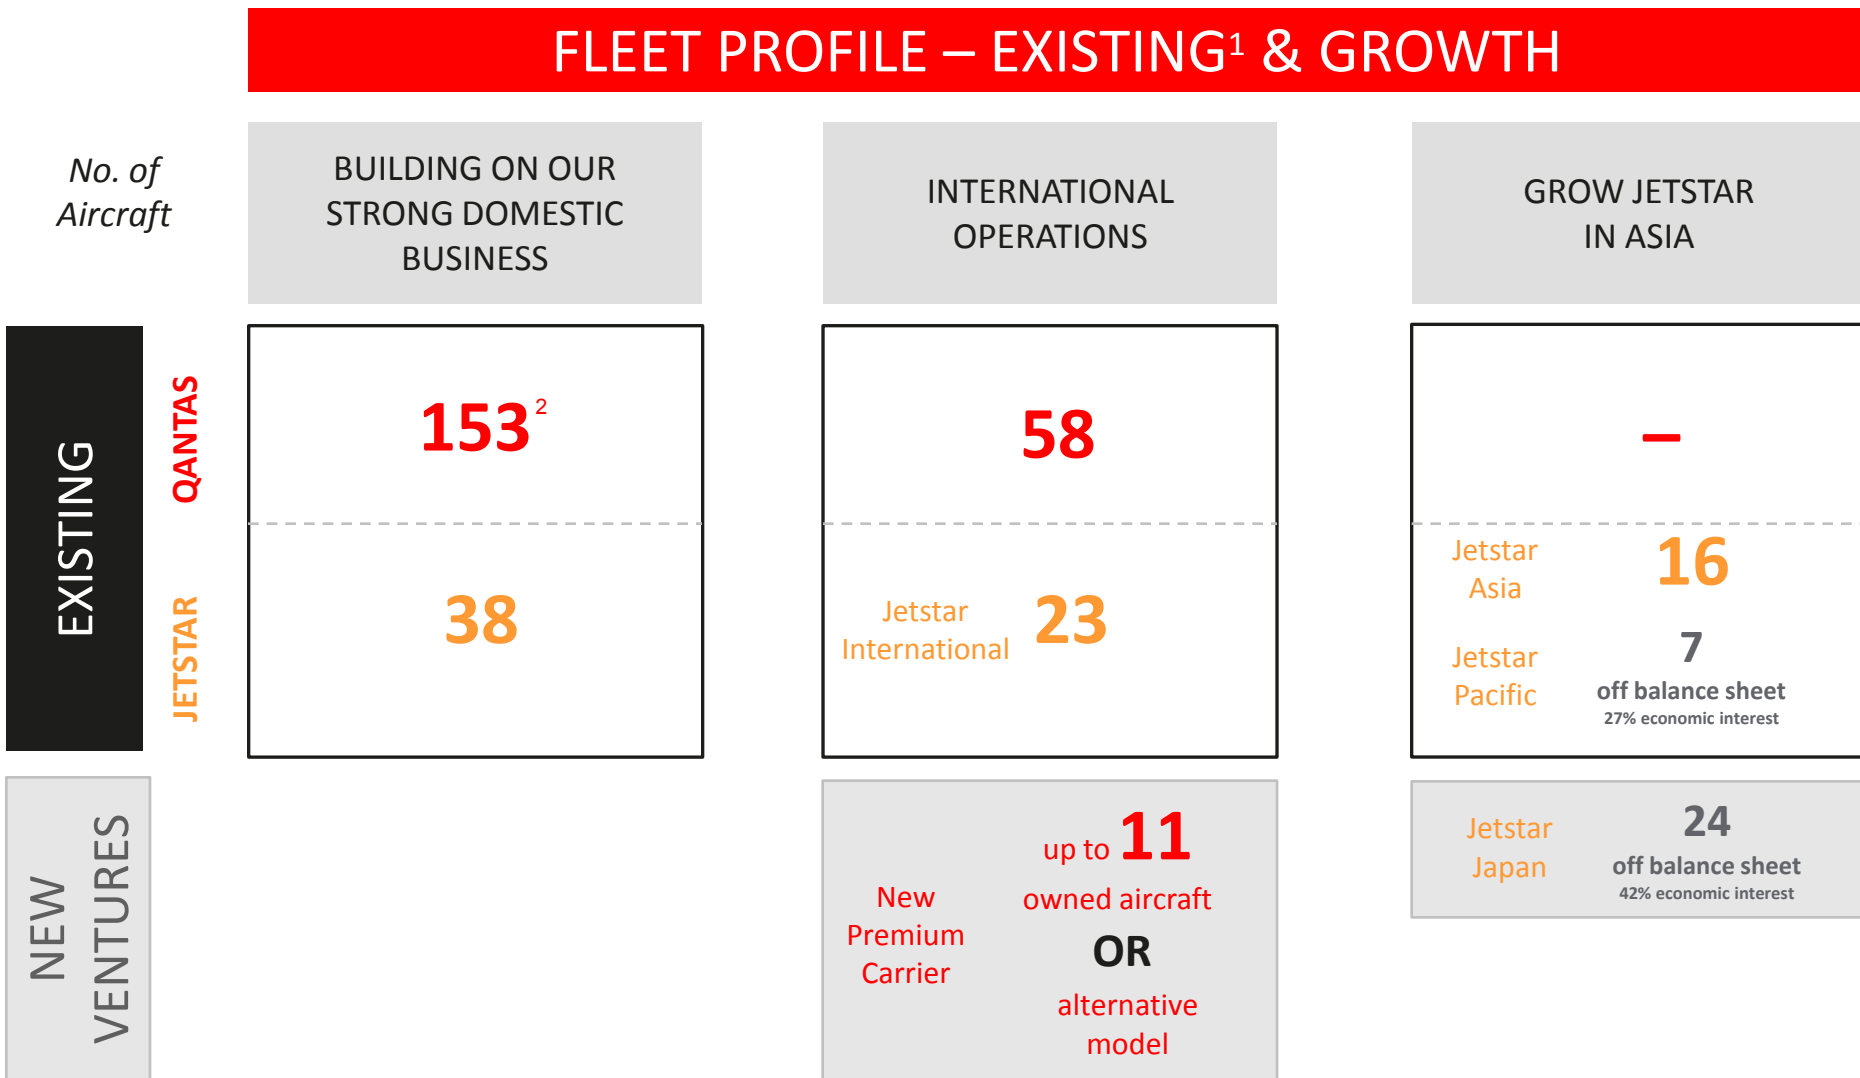 FLEET PROFILE – EXISTING¹ & GROWTH
No. of
Aircraft
BUILDING ON OUR
STRONG DOMESTIC
BUSINESS
INTERNATIONAL
OPERATIONS
GROW JETSTAR
IN ASIA
EXISTING
QANTAS
153²
58
–
JETSTAR
38
Jetstar
International
23
Jetstar
Asia
16
Jetstar
Pacific
7
off balance sheet
27% economic interest
NEW
VENTURES
New
Premium
Carrier
up to 11
owned aircraft
OR
alternative
model
Jetstar
Japan
24
off balance sheet
42% economic interest